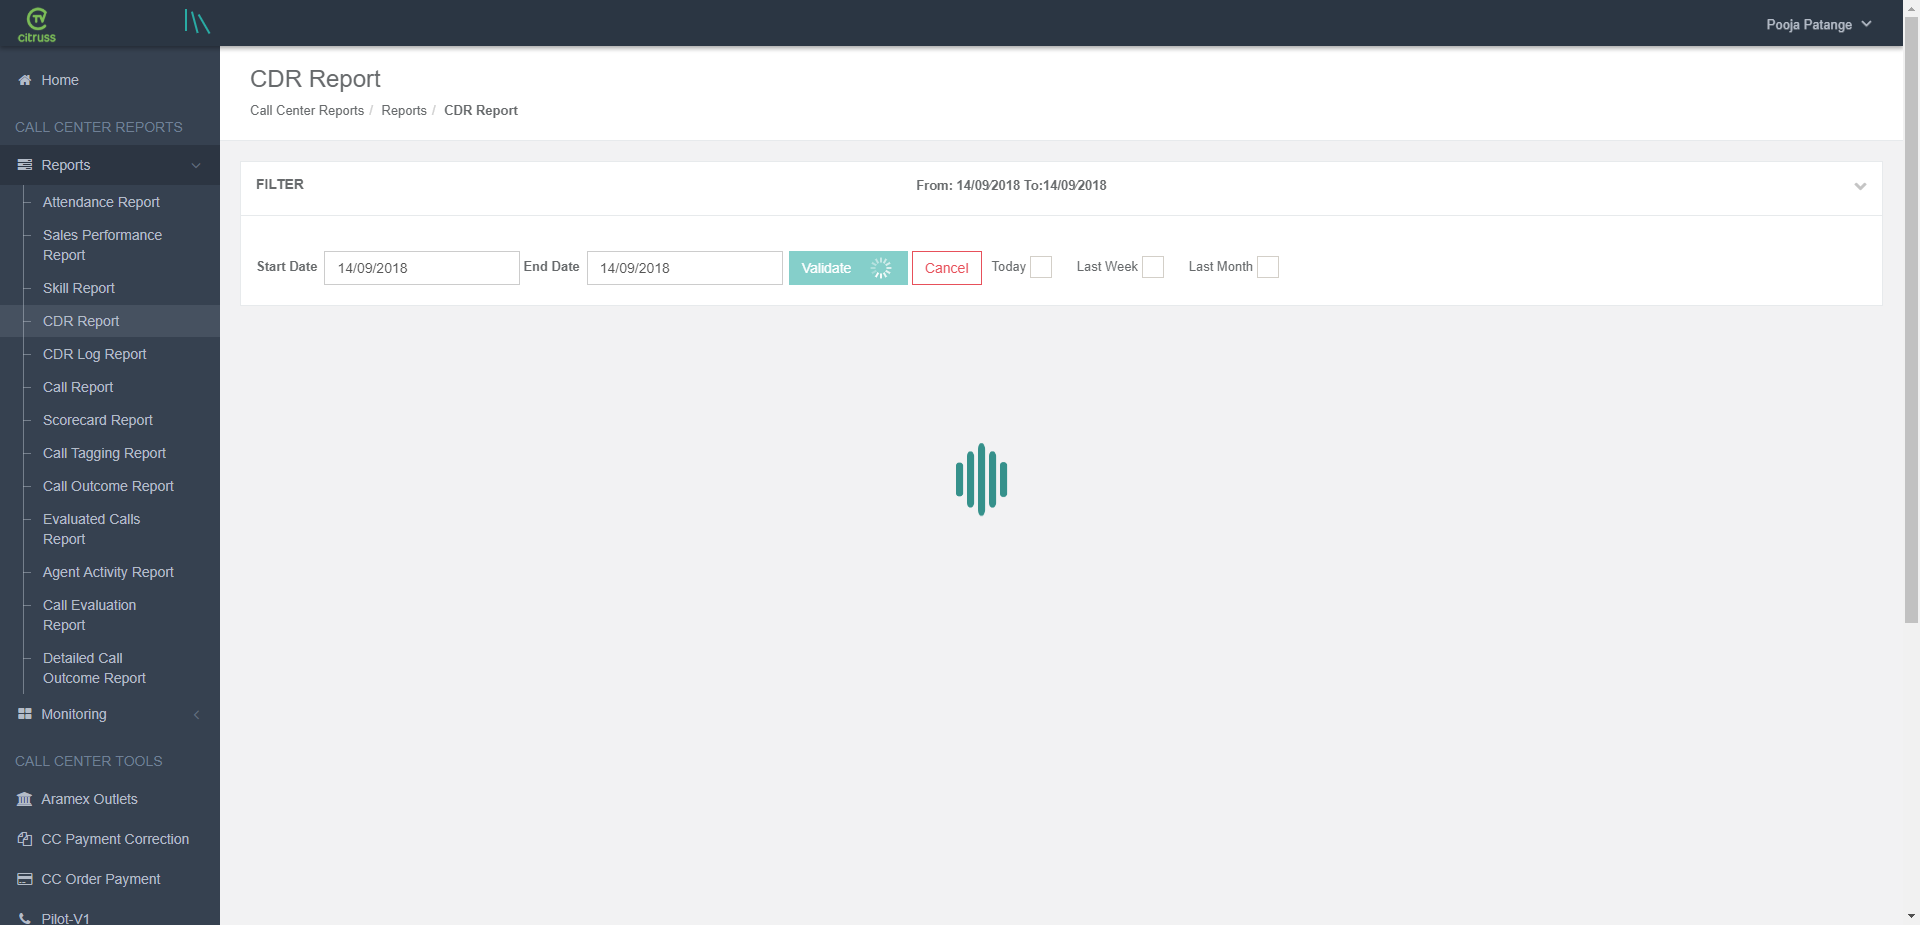 TV
citruss
Pooja Patange
Home
CALL CENTER REPORTS
Reports
Attendance Report
Sales Performance
Report
Skill Report
CDR Report
CDR Log Report
Call Report
Scorecard Report
Call Tagging Report
Call Outcome Report
Evaluated Calls
Report
Agent Activity Report
Call Evaluation
Report
Detailed Call
Outcome Report
Monitoring
CALL CENTER TOOLS
Aramex Outlets
CC Payment Correction
CC Order Payment
Pilot-V1
CDR Report
Call Center Reports / Reports / CDR Report
FILTER From: 14/09/2018 To:14/09/2018
Start Date 14/09/2018 End Date 14/09/2018 Validate Cancel Today Last Week Last Month